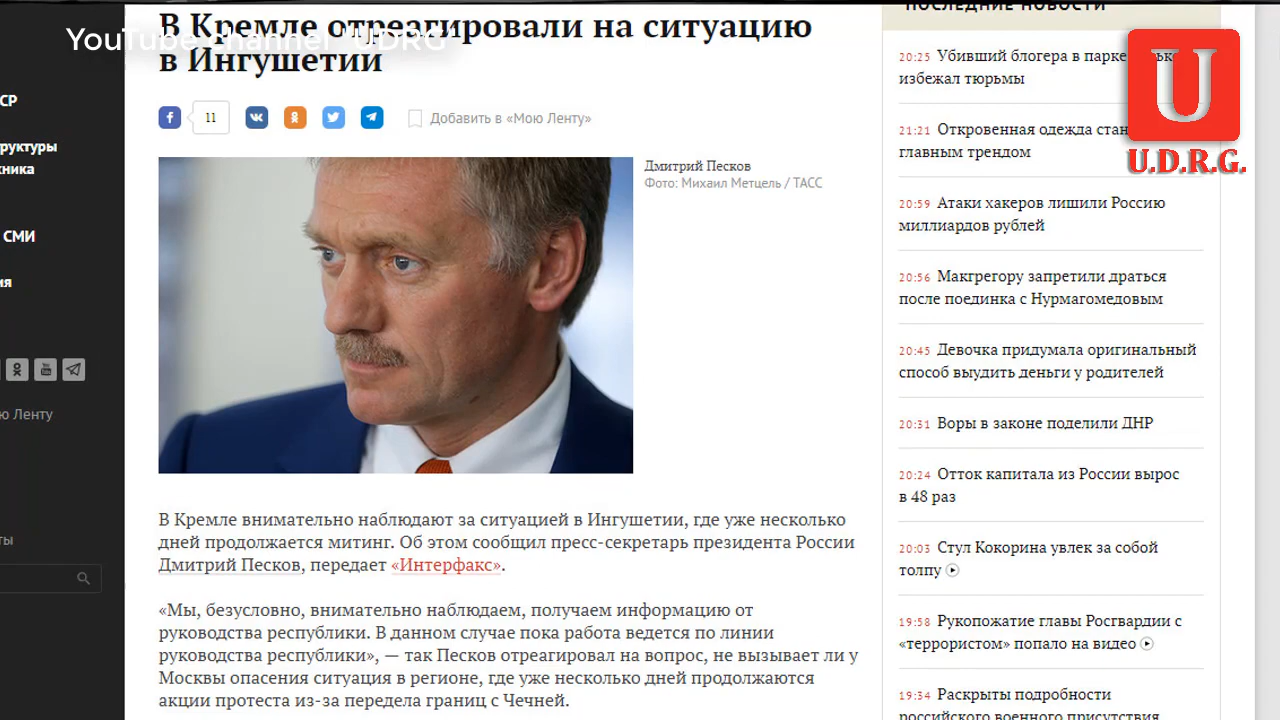 В Кремле отреагировали на ситуацию
в Ингушетии
YouTube channel "UDRG"
11
Добавить в «Мою Ленту»
Дмитрий Песков
Фото: Михаил Метцель / ТАСС
В Кремле внимательно наблюдают за ситуацией в Ингушетии, где уже несколько
дней продолжается митинг. Об этом сообщил пресс-секретарь президента России
Дмитрий Песков, передает «Интерфакс».
«Мы, безусловно, внимательно наблюдаем, получаем информацию от
руководства республики. В данном случае пока работа ведется по линии
руководства республики», — так Песков отреагировал на вопрос, не вызывает ли у
Москвы опасения ситуация в регионе, где уже несколько дней продолжаются
акции протеста из-за передела границ с Чечней.
СР
руктуры
ника
СМИ
ия
ю Ленту
ты
ПОСЛЕДНИЕ НОВОСТИ
20:25 Убивший блогера в парке
избежал тюрьмы
21:21 Откровенная одежда стан
главным трендом
20:59 Атаки хакеров лишили Россию
миллиардов рублей
20:56 Макгрегору запретили драться
после поединка с Нурмагомедовым
20:45 Девочка придумала оригинальный
способ выудить деньги у родителей
20:31 Воры в законе поделили ДНР
20:24 Отток капитала из России вырос
в 48 раз
20:03 Стул Кокорина увлек за собой
толпу
19:58 Рукопожатие главы Росгвардии с
«террористом» попало на видео
19:34 Раскрыты подробности
российского военного присутствия
U
U.D.R.G.